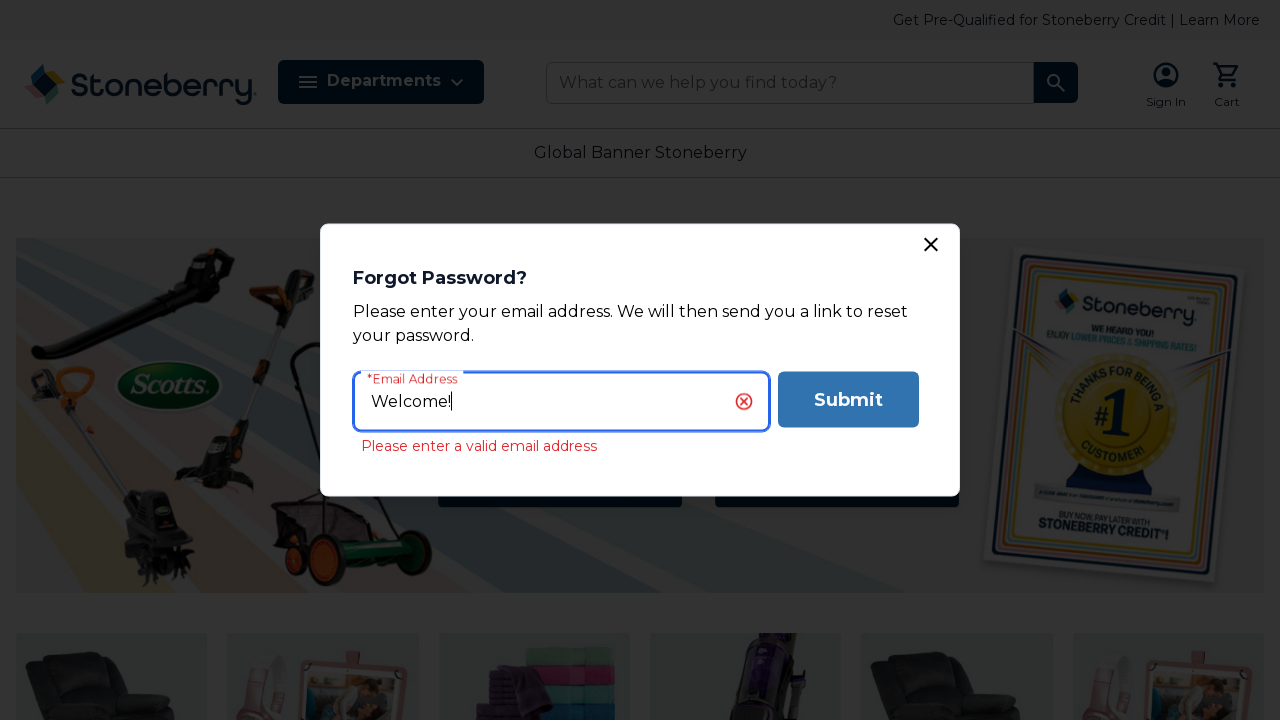 Get Pre-Qualified for Stoneberry Credit | Learn More
Stoneberry
Departments
What can we help you find today?
Sign In
Cart
Global Banner Stoneberry
Forgot Password?
Please enter your email address. We will then send you a link to reset
your password.
*Email Address
Welcome!
Submit
Please enter a valid email address
Scotts
Stoneberry
WE HEARD YOU!
ENJOY LOWER PRICES & SHIPPING RATES!
THANKS FOR BEING A
#1
CUSTOMER!
BUY NOW, PAY LATER WITH
STONEBERRY CREDIT®!